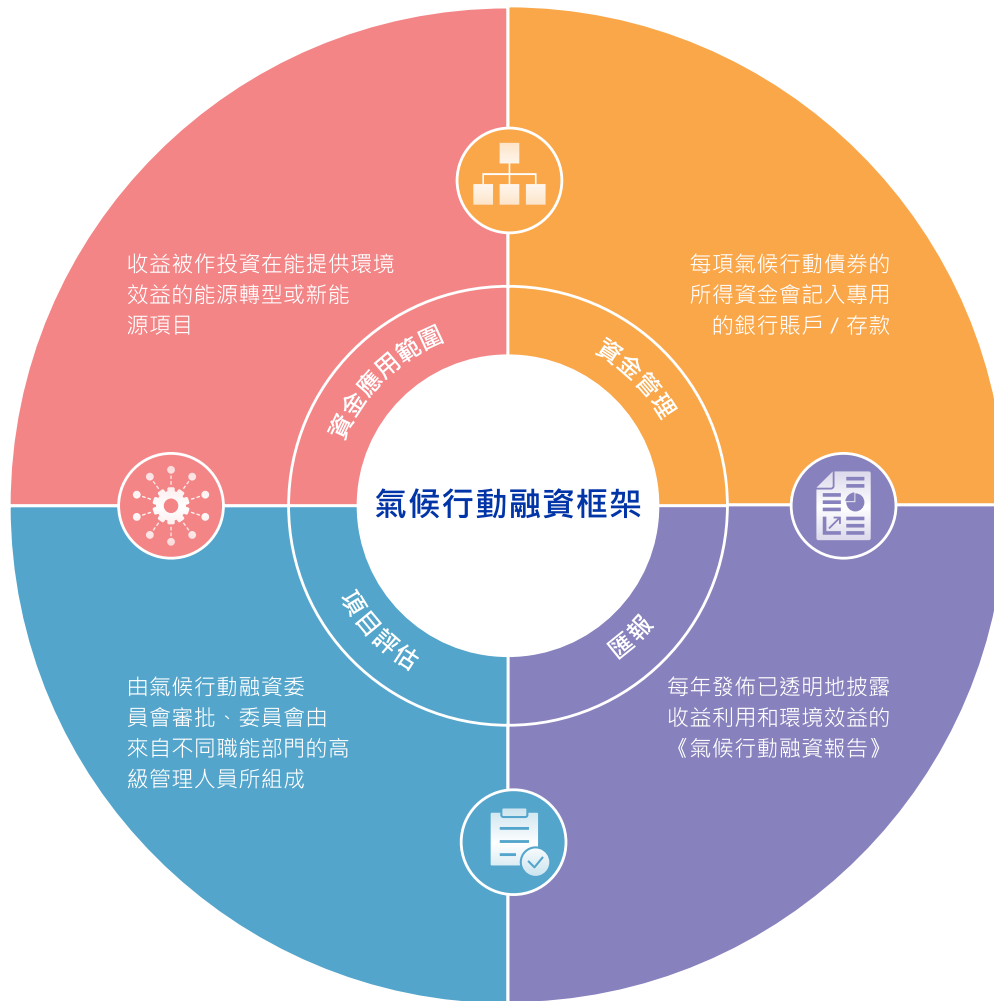 收益被作投資在能提供環境
效益的能源轉型或新能
源項目
資金應用範圍
每項氣候行動債券的
所得資金會記入專用
的銀行賬戶 / 存款
資金管理
氣候行動融資框架
項目評估
由氣候行動融資委
員會審批、委員會由
來自不同職能部門的高
級管理人員所組成
匯報
每年發佈已透明地披露
收益利用和環境效益的
《氣候行動融資報告》